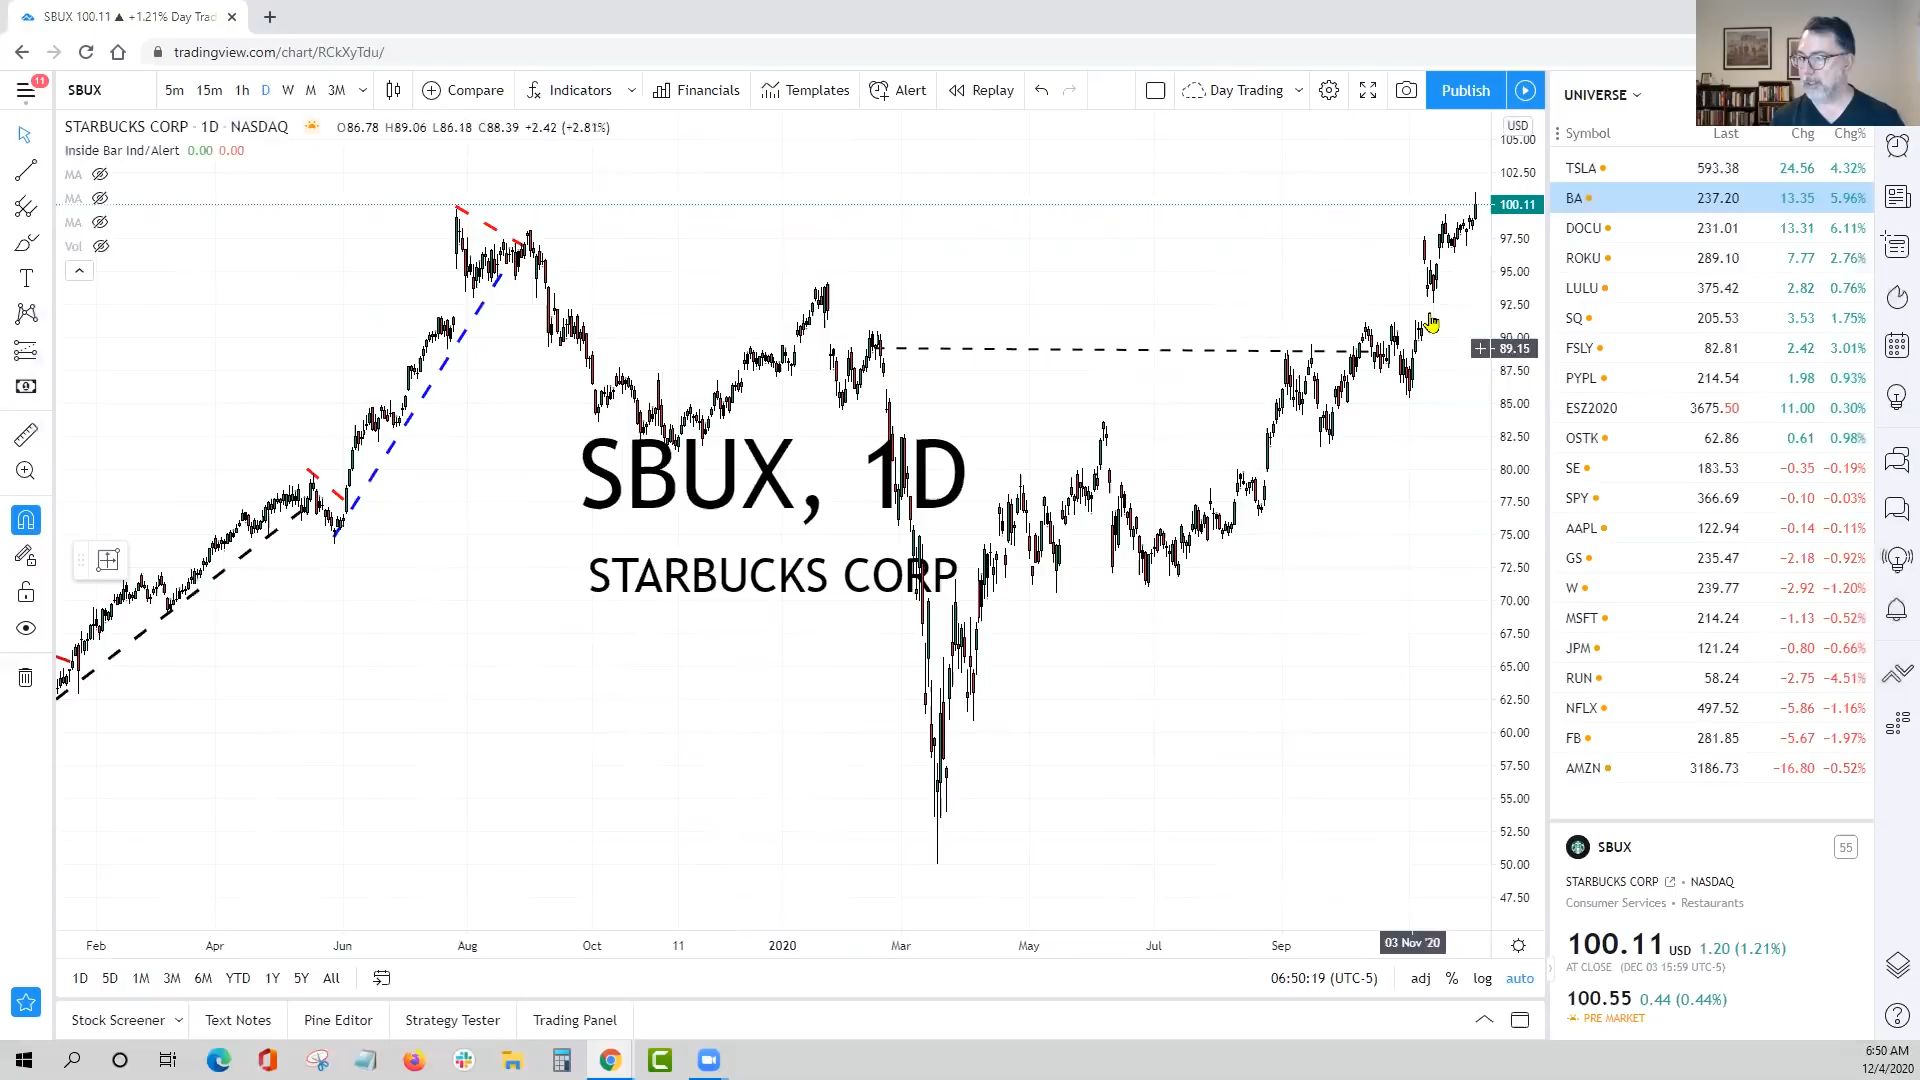 SBUX 100.11 ▲ +1.21% Day Trad
tradingview.com/chart/RCkXyTdu/
11
SBUX 5m 15m 1h D W M 3M Compare Indicators Financials Templates Alert Replay Day Trading Publish
STARBUCKS CORP · 1D · NASDAQ O86.78 H89.06 L86.18 C88.39 +2.42 (+2.81%)
Inside Bar Ind/Alert 0.00 0.00
MA
MA
MA
Vol
SBUX, 1D
STARBUCKS CORP
USD
105.00
102.50
100.11
97.50
95.00
92.50
90.00
89.15
87.50
85.00
82.50
80.00
77.50
75.00
72.50
70.00
67.50
65.00
62.50
60.00
57.50
55.00
52.50
50.00
47.50
Feb Apr Jun Aug Oct 11 2020 Mar May Jul Sep 03 Nov '20
1D 5D 1M 3M 6M YTD 1Y 5Y All 06:50:19 (UTC-5) adj % log auto
Stock Screener Text Notes Pine Editor Strategy Tester Trading Panel
UNIVERSE
Symbol Last Chg Chg%
TSLA 593.38 24.56 4.32%
BA 237.20 13.35 5.96%
DOCU 231.01 13.31 6.11%
ROKU 289.10 7.77 2.76%
LULU 375.42 2.82 0.76%
SQ 205.53 3.53 1.75%
FSLY 82.81 2.42 3.01%
PYPL 214.54 1.98 0.93%
ESZ2020 3675.50 11.00 0.30%
OSTK 62.86 0.61 0.98%
SE 183.53 −0.35 −0.19%
SPY 366.69 −0.10 −0.03%
AAPL 122.94 −0.14 −0.11%
GS 235.47 −2.18 −0.92%
W 239.77 −2.92 −1.20%
MSFT 214.24 −1.13 −0.52%
JPM 121.24 −0.80 −0.66%
RUN 58.24 −2.75 −4.51%
NFLX 497.52 −5.86 −1.16%
FB 281.85 −5.67 −1.97%
AMZN 3186.73 −16.80 −0.52%
SBUX 55
STARBUCKS CORP • NASDAQ
Consumer Services • Restaurants
100.11 USD 1.20 (1.21%)
AT CLOSE (DEC 03 15:59 UTC-5)
100.55 0.44 (0.44%)
PRE MARKET
6:50 AM
12/4/2020